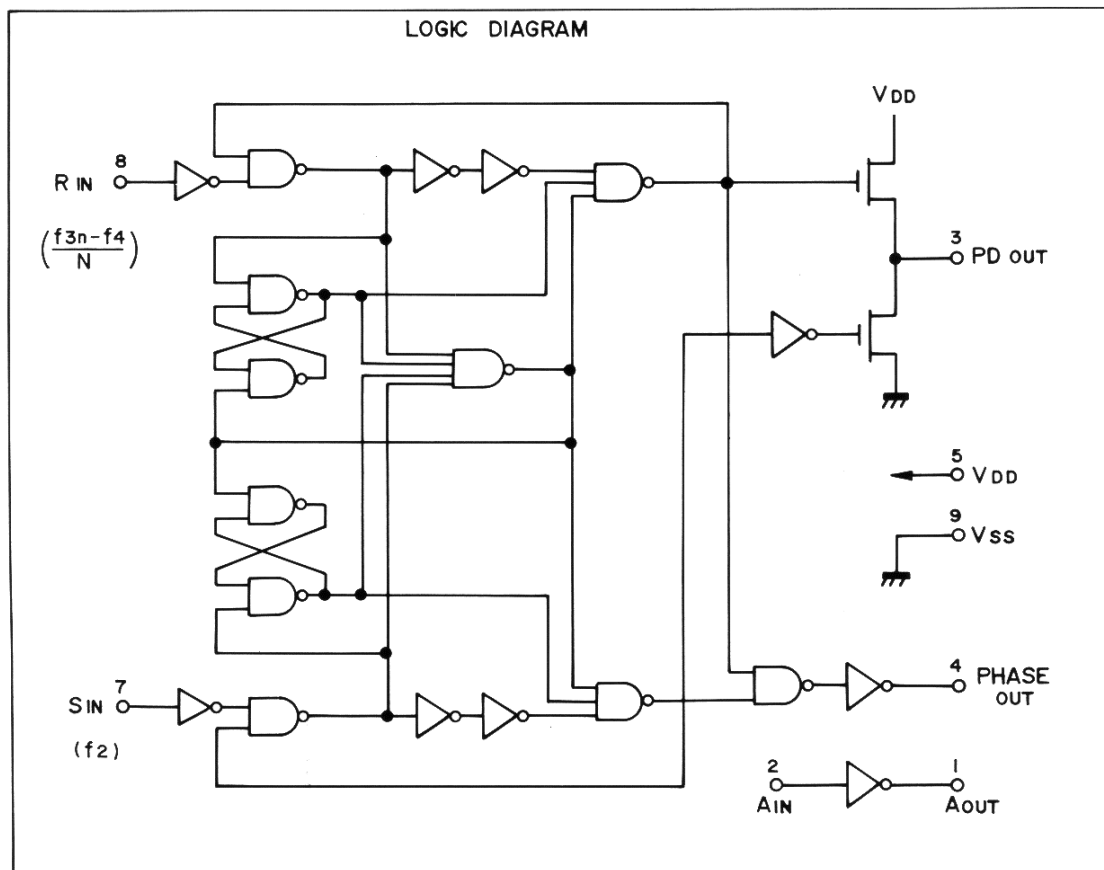 LOGIC DIAGRAM
VDD
8
R IN
(f3n-f4
N)
3
PD OUT
5
VDD
9
VSS
7
S IN
(f2)
4
PHASE
OUT
2
AIN
1
AOUT